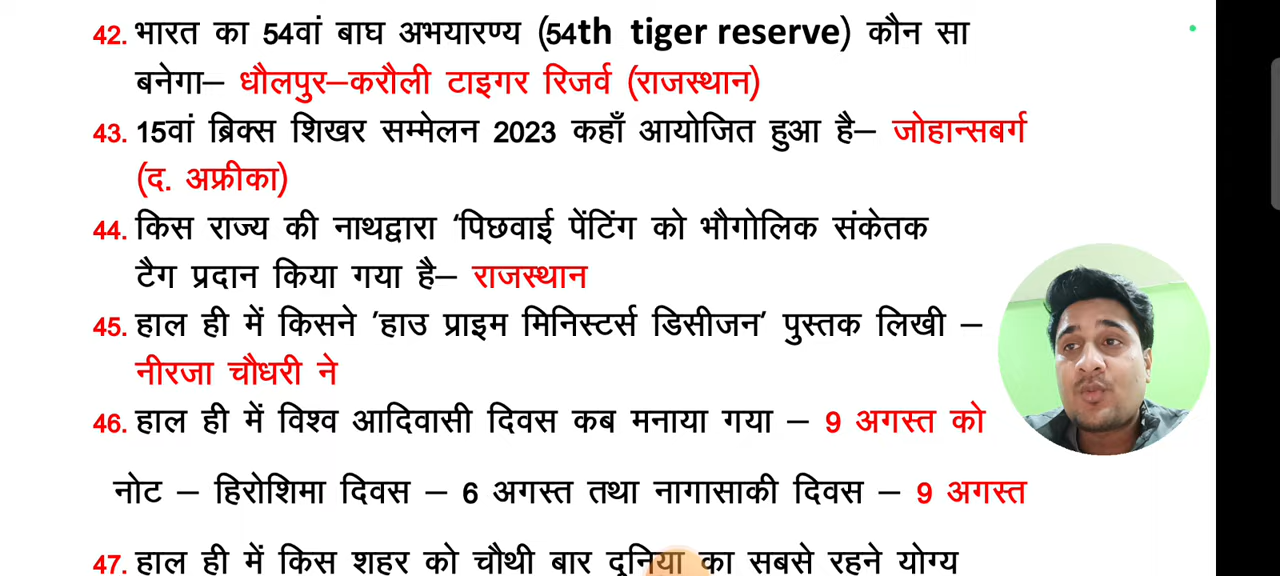 42. भारत का 54वां बाघ अभयारण्य (54th tiger reserve) कौन सा
बनेगा– धौलपुर–करौली टाइगर रिजर्व (राजस्थान)
43. 15वां ब्रिक्स शिखर सम्मेलन 2023 कहाँ आयोजित हुआ है– जोहान्सबर्ग
(द. अफ्रीका)
44. किस राज्य की नाथद्वारा ‘पिछवाई पेंटिंग को भौगोलिक संकेतक
टैग प्रदान किया गया है– राजस्थान
45. हाल ही में किसने ‘हाउ प्राइम मिनिस्टर्स डिसीजन’ पुस्तक लिखी –
नीरजा चौधरी ने
46. हाल ही में विश्व आदिवासी दिवस कब मनाया गया – 9 अगस्त को
नोट – हिरोशिमा दिवस – 6 अगस्त तथा नागासाकी दिवस – 9 अगस्त
47. हाल ही में किस शहर को चौथी बार दुनिया का सबसे रहने योग्य